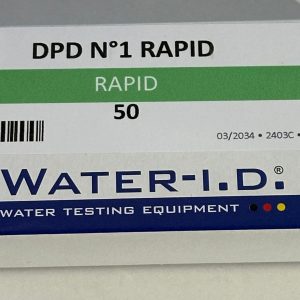 DPD N°1 RAPID
RAPID
50
03/2034 • 2403C •
WATER-I.D.®
WATER TESTING EQUIPMENT